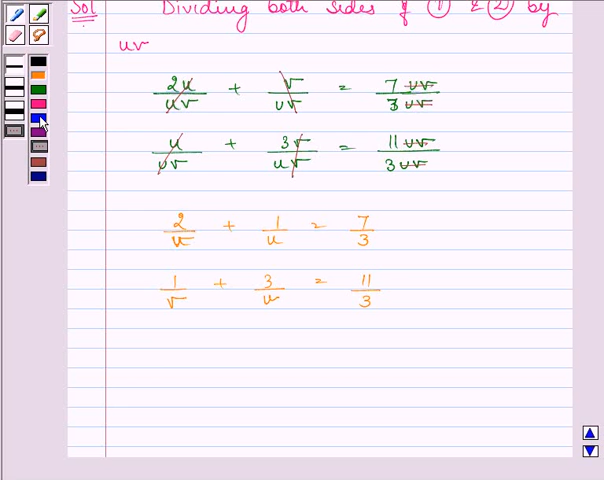 Sol Dividing both sides of (1) & (2) by
uv
2u/uv + v/uv = 7uv/3uv
u/uv + 3v/uv = 11uv/3uv
2/v + 1/u = 7/3
1/v + 3/u = 11/3